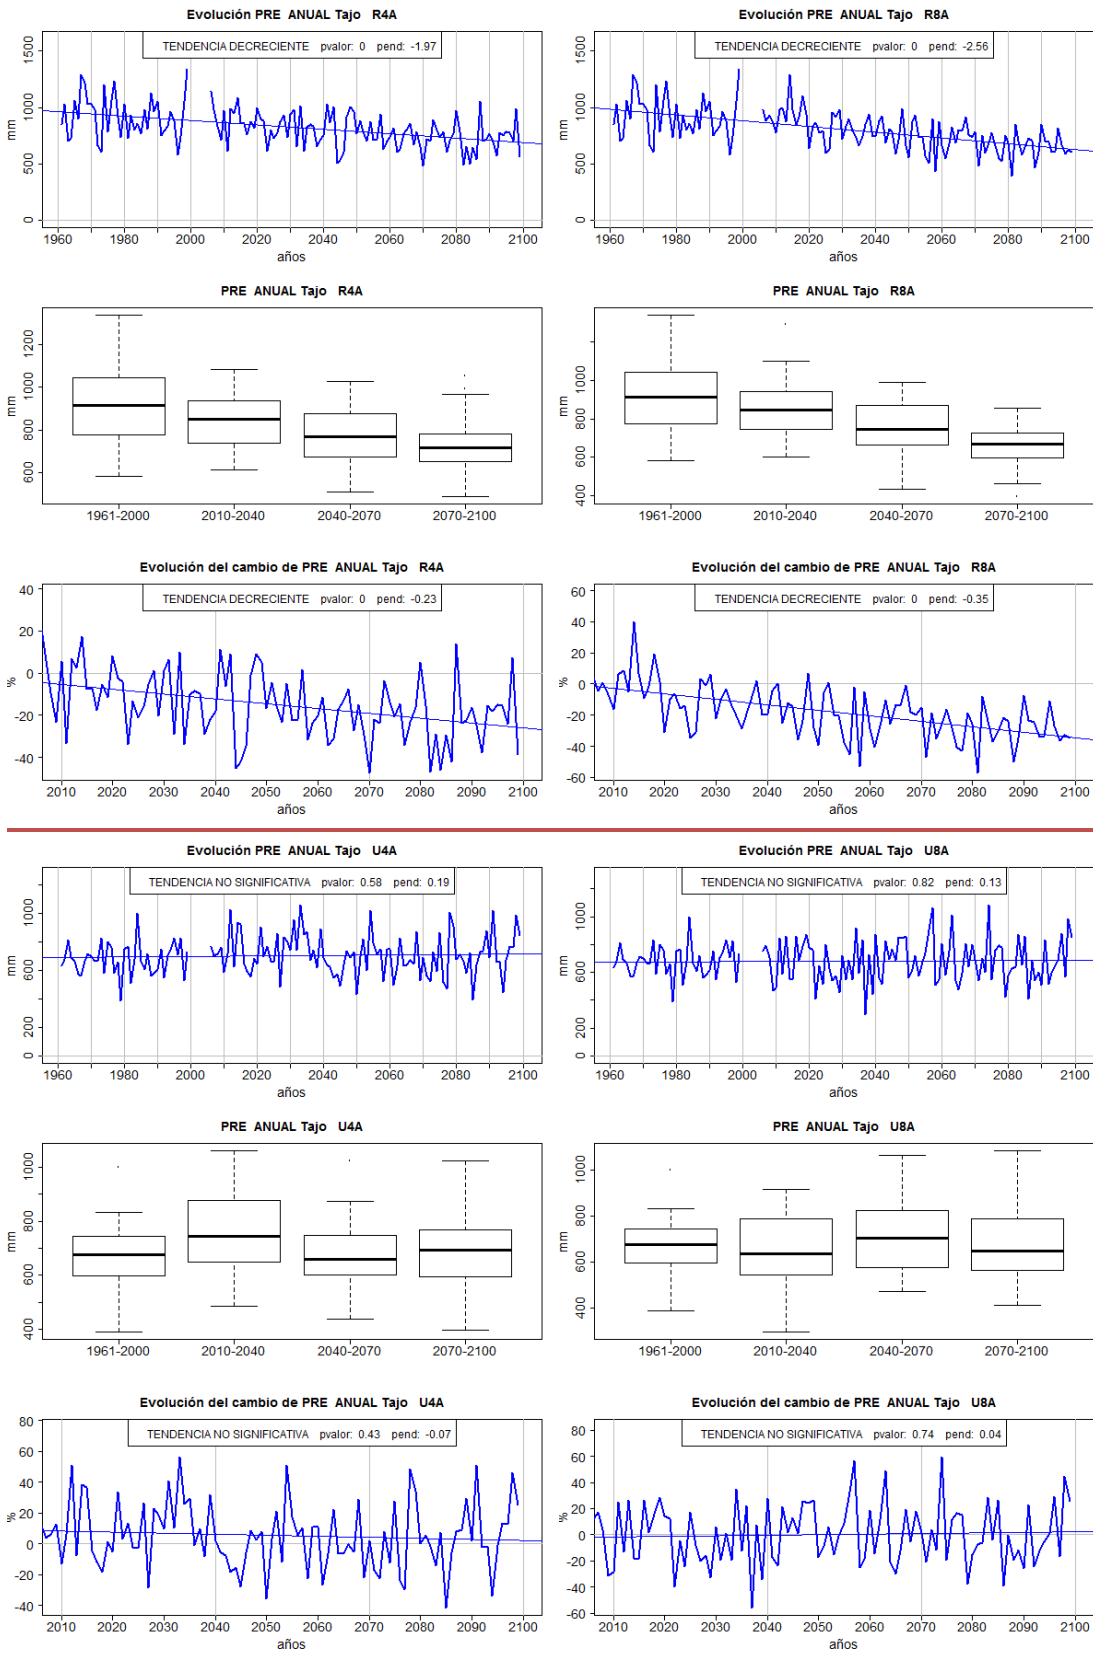 Evolución PRE ANUAL Tajo R4A
TENDENCIA DECRECIENTE pvalor: 0 pend: -1.97
1500
1000
500
0
mm
1960 1980 2000 2020 2040 2060 2080 2100
años
Evolución PRE ANUAL Tajo R8A
TENDENCIA DECRECIENTE pvalor: 0 pend: -2.56
1500
1000
500
0
mm
1960 1980 2000 2020 2040 2060 2080 2100
años
PRE ANUAL Tajo R4A
1200
1000
800
600
mm
1961-2000 2010-2040 2040-2070 2070-2100
PRE ANUAL Tajo R8A
1000
800
600
400
mm
1961-2000 2010-2040 2040-2070 2070-2100
Evolución del cambio de PRE ANUAL Tajo R4A
TENDENCIA DECRECIENTE pvalor: 0 pend: -0.23
40
20
0
-20
-40
%
2010 2020 2030 2040 2050 2060 2070 2080 2090 2100
años
Evolución del cambio de PRE ANUAL Tajo R8A
TENDENCIA DECRECIENTE pvalor: 0 pend: -0.35
60
40
20
0
-20
-40
-60
%
2010 2020 2030 2040 2050 2060 2070 2080 2090 2100
años
Evolución PRE ANUAL Tajo U4A
TENDENCIA NO SIGNIFICATIVA pvalor: 0.58 pend: 0.19
1000
600
200
0
mm
1960 1980 2000 2020 2040 2060 2080 2100
años
Evolución PRE ANUAL Tajo U8A
TENDENCIA NO SIGNIFICATIVA pvalor: 0.82 pend: 0.13
1000
600
200
0
mm
1960 1980 2000 2020 2040 2060 2080 2100
años
PRE ANUAL Tajo U4A
1000
800
600
400
mm
1961-2000 2010-2040 2040-2070 2070-2100
PRE ANUAL Tajo U8A
1000
800
600
400
mm
1961-2000 2010-2040 2040-2070 2070-2100
Evolución del cambio de PRE ANUAL Tajo U4A
TENDENCIA NO SIGNIFICATIVA pvalor: 0.43 pend: -0.07
80
60
40
20
0
-20
-40
%
2010 2020 2030 2040 2050 2060 2070 2080 2090 2100
años
Evolución del cambio de PRE ANUAL Tajo U8A
TENDENCIA NO SIGNIFICATIVA pvalor: 0.74 pend: 0.04
80
60
40
20
0
-20
-40
-60
%
2010 2020 2030 2040 2050 2060 2070 2080 2090 2100
años